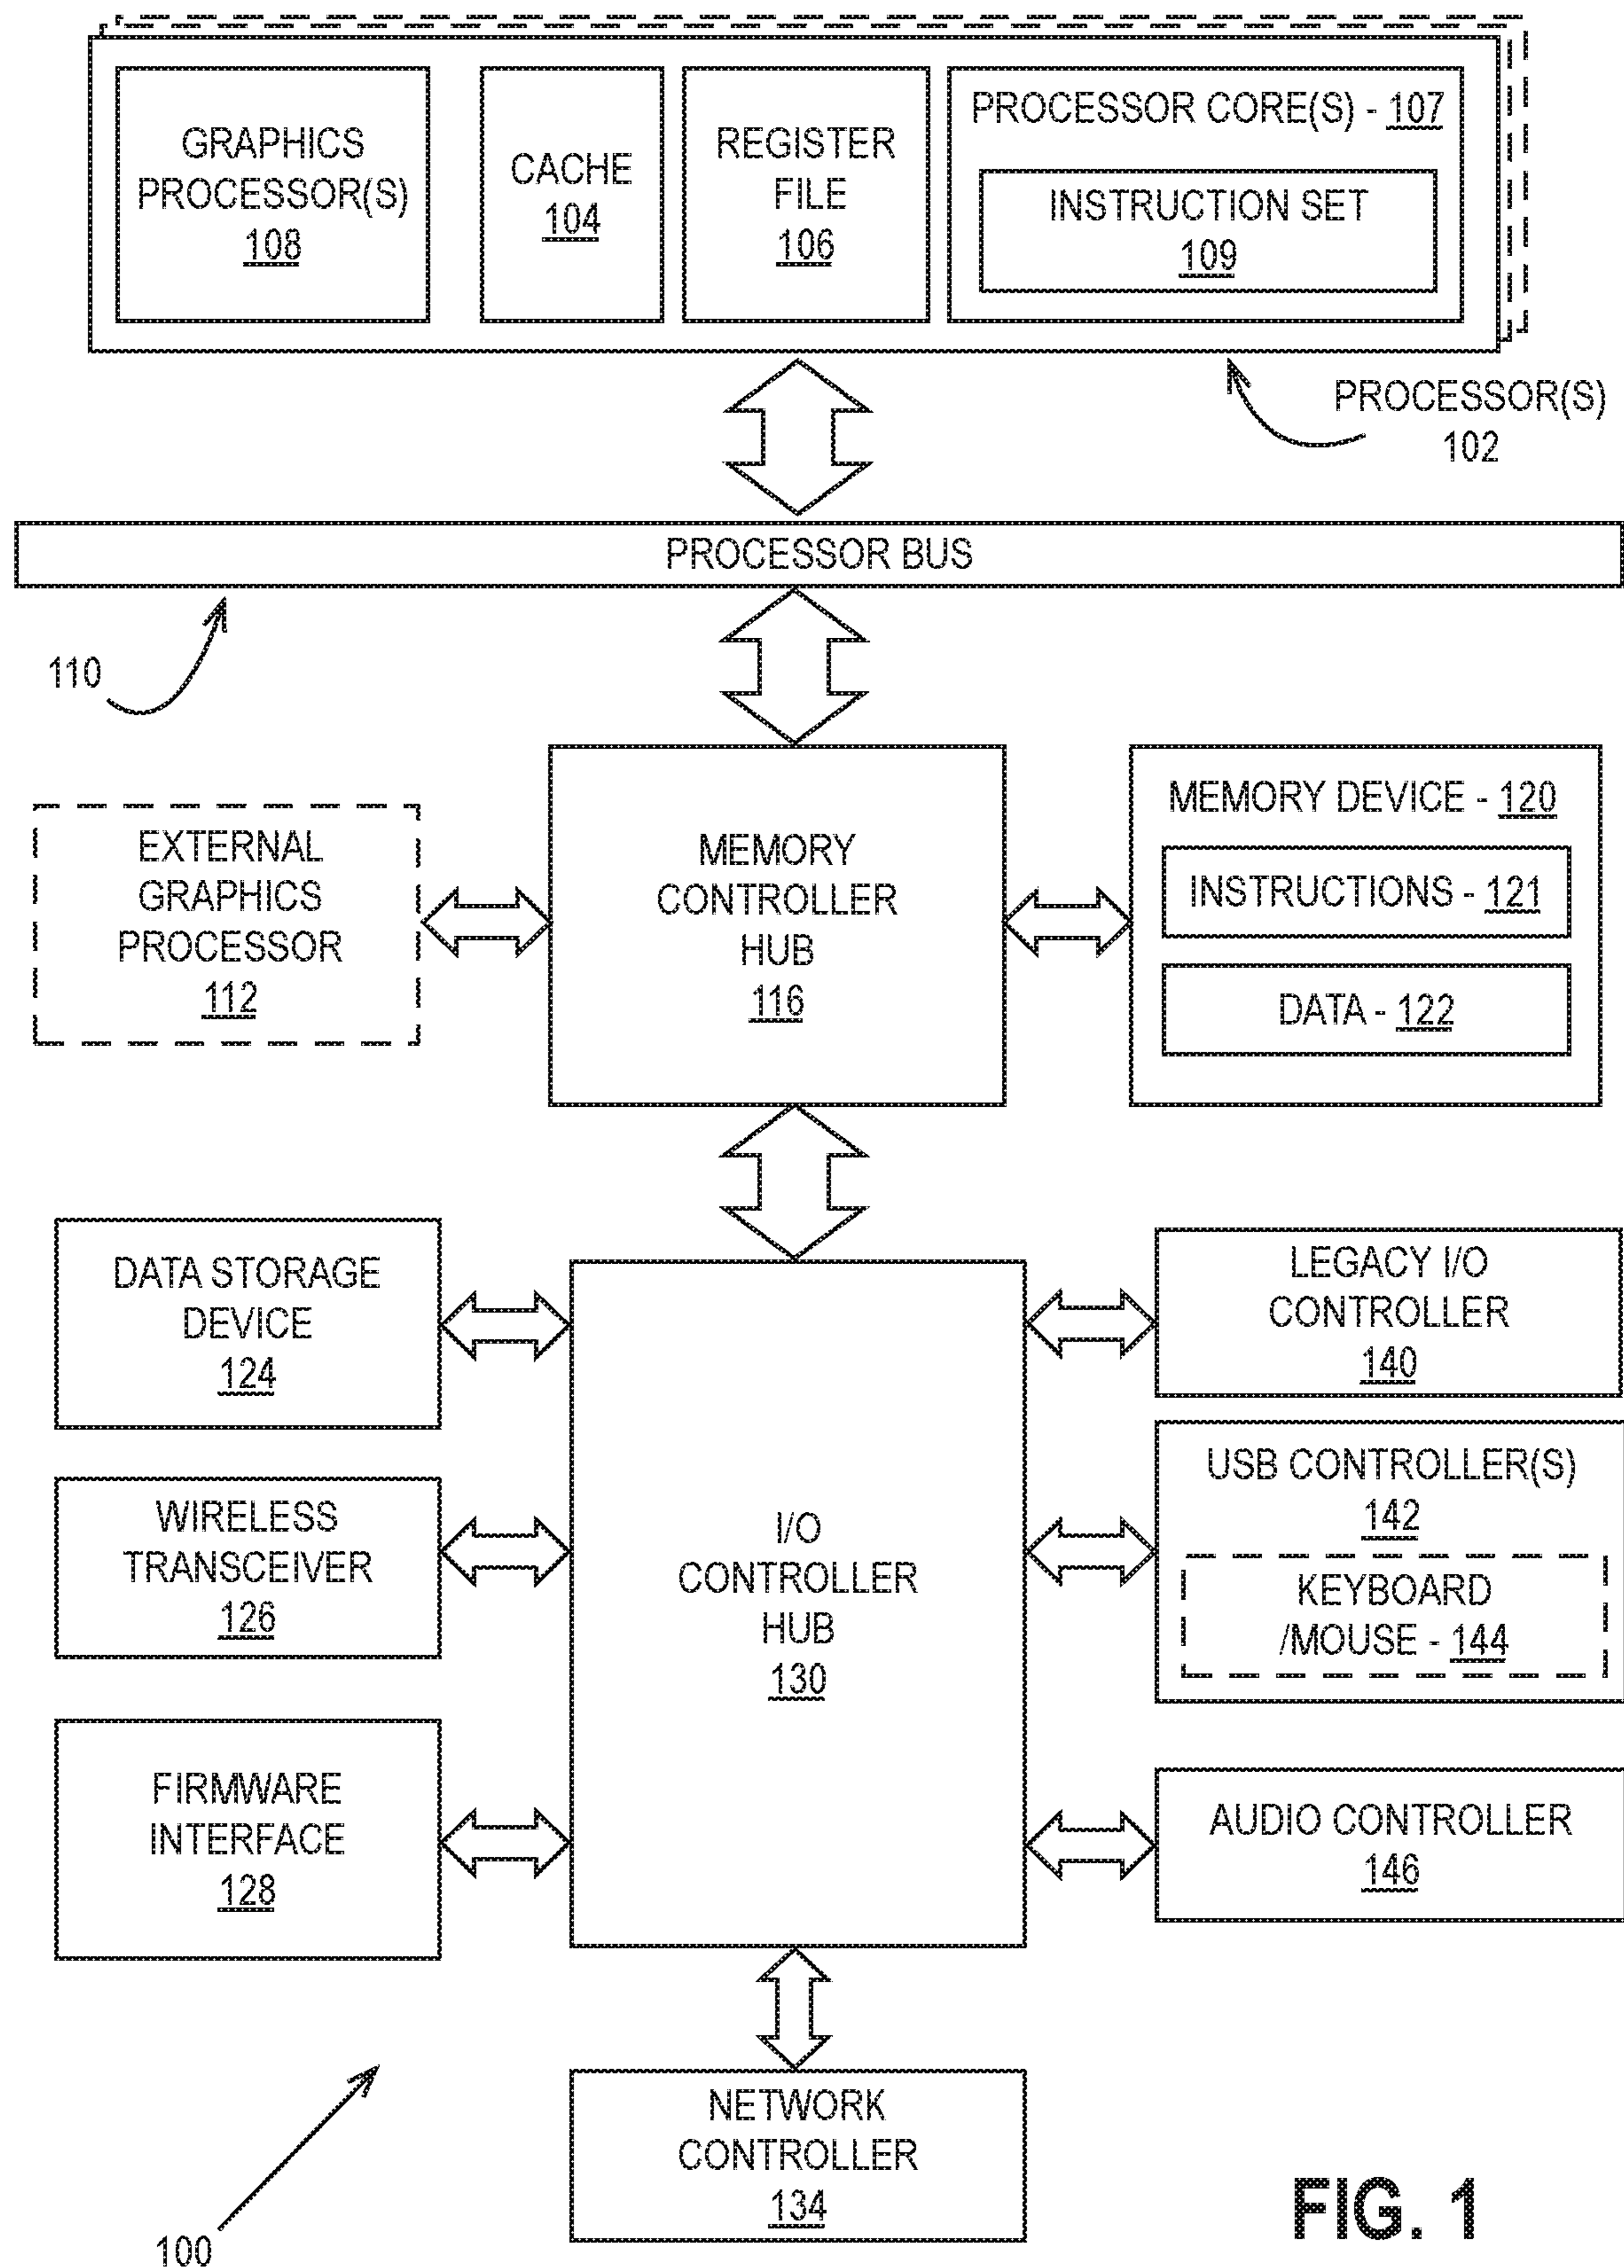 GRAPHICS
PROCESSOR(S)
108
CACHE
104
REGISTER
FILE
106
PROCESSOR CORE(S) - 107
INSTRUCTION SET
109
PROCESSOR(S)
102
PROCESSOR BUS
110
EXTERNAL
GRAPHICS
PROCESSOR
112
MEMORY
CONTROLLER
HUB
116
MEMORY DEVICE - 120
INSTRUCTIONS - 121
DATA - 122
DATA STORAGE
DEVICE
124
WIRELESS
TRANSCEIVER
126
FIRMWARE
INTERFACE
128
I/O
CONTROLLER
HUB
130
LEGACY I/O
CONTROLLER
140
USB CONTROLLER(S)
142
KEYBOARD
/MOUSE - 144
AUDIO CONTROLLER
146
NETWORK
CONTROLLER
134
100
FIG. 1